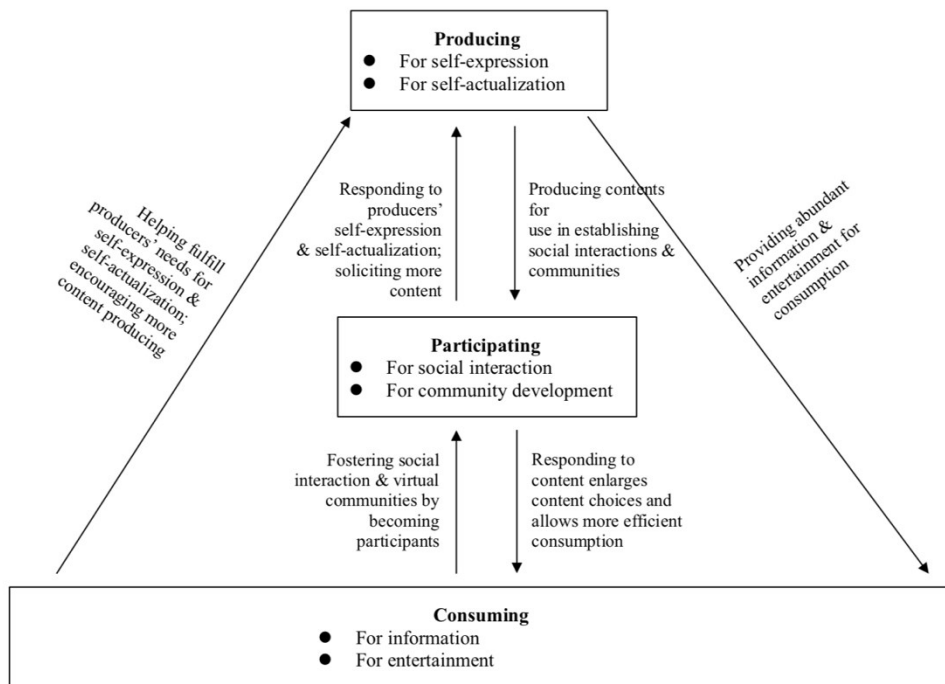 Producing
● For self-expression
● For self-actualization
Helping fulfill
producers' needs for
self-expression &
self-actualization;
encouraging more
content producing
Responding to
producers'
self-expression
& self-actualization;
soliciting more
content
Producing contents
for
use in establishing
social interactions &
communities
Providing abundant
information &
entertainment for
consumption
Participating
● For social interaction
● For community development
Fostering social
interaction & virtual
communities by
becoming
participants
Responding to
content enlarges
content choices and
allows more efficient
consumption
Consuming
● For information
● For entertainment